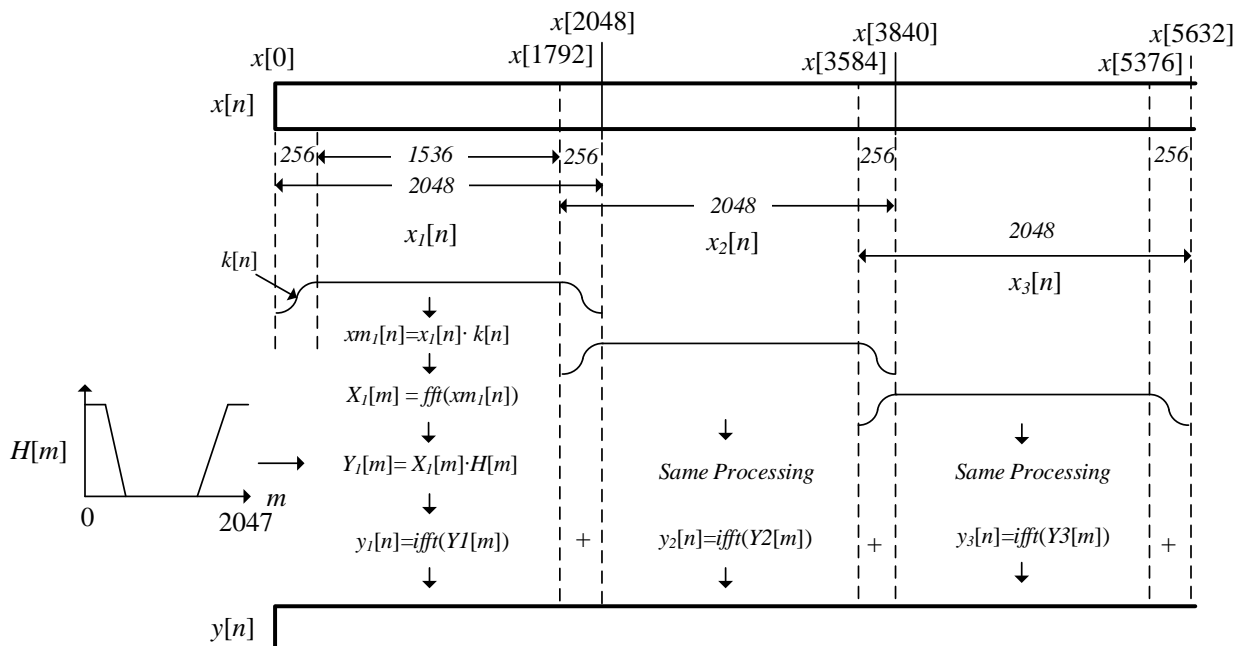 x[2048] x[3840] x[5632]
x[0] x[1792] x[3584] x[5376]
x[n]
256 1536 256 256 256
2048
2048
x1[n] x2[n] 2048
k[n] x3[n]
xm1[n]=x1[n]· k[n]
X1[m] = fft(xm1[n])
H[m] Y1[m]= X1[m]·H[m] Same Processing Same Processing
m
0 2047
y1[n]=ifft(Y1[m]) + y2[n]=ifft(Y2[m]) + y3[n]=ifft(Y3[m]) +
y[n]